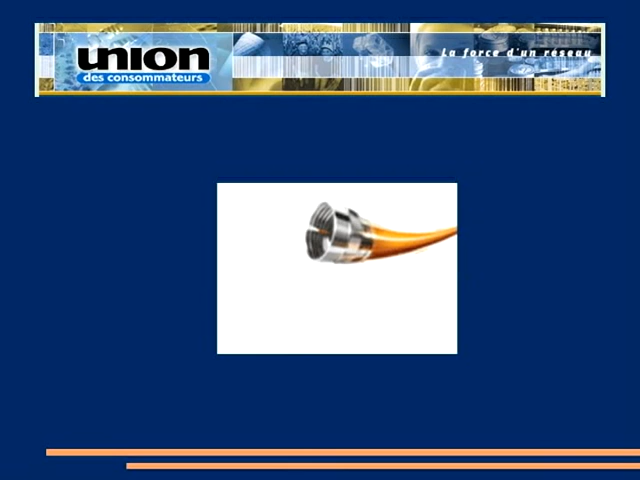 union
des consommateurs
La force d'un réseau